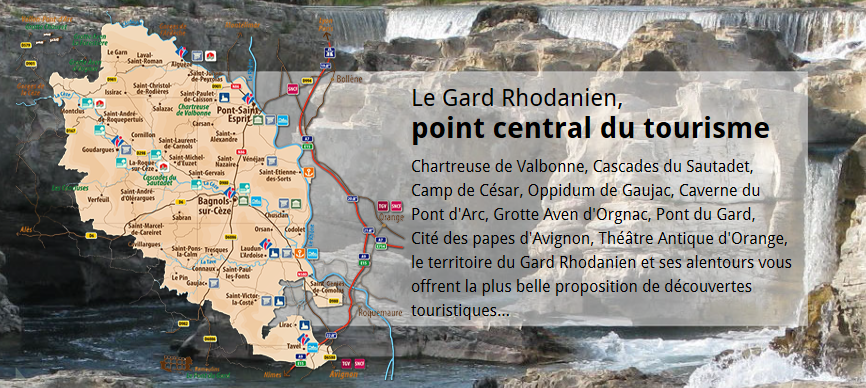 Le Gard Rhodanien,
point central du tourisme
Chartreuse de Valbonne, Cascades du Sautadet,
Camp de César, Oppidum de Gaujac, Caverne du
Pont d'Arc, Grotte Aven d'Orgnac, Pont du Gard,
Cité des papes d'Avignon, Théâtre Antique d'Orange,
le territoire du Gard Rhodanien et ses alentours vous
offrent la plus belle proposition de découvertes
touristiques...
Le Garn
Laval-
Saint-Roman
Aiguèze
Saint-Julien-
de-Peyrolas
Bollène
Issirac
Saint-Christol-
de-Rodières
Saint-Paulet-
de-Caisson
Salazac
Chartreuse
de Valbonne
Pont-Saint-
Esprit
Montclus
Saint-André-
de-Roquepertuis
Carsan
Cornillon
Saint-
Alexandre
Goudargues
Saint-Laurent-
de-Carnols
La-Roque-
sur-Cèze
Saint-Michel-
d'Euzet
Saint-
Nazaire
Vénéjan
Cascades du
Sautadet
Saint-Gervais
Saint-Etienne-
des-Sorts
Verfeuil
Saint-André-
d'Olérargues
Bagnols-
sur-Cèze
Sabran
Chusclan
Orange
Saint-Marcel-
de-Careiret
Orsan
Codolet
Alès
Cavillargues
Saint-Pons-
la-Calm
Tresques
Laudun
L'Ardoise
Connaux
Saint-Paul-
les-Fonts
Le Pin
Gaujac
Saint-Geniès-
de-Comolas
Saint-Victor-
la-Coste
Roquemaure
Lirac
Tavel
Nîmes
Avignon